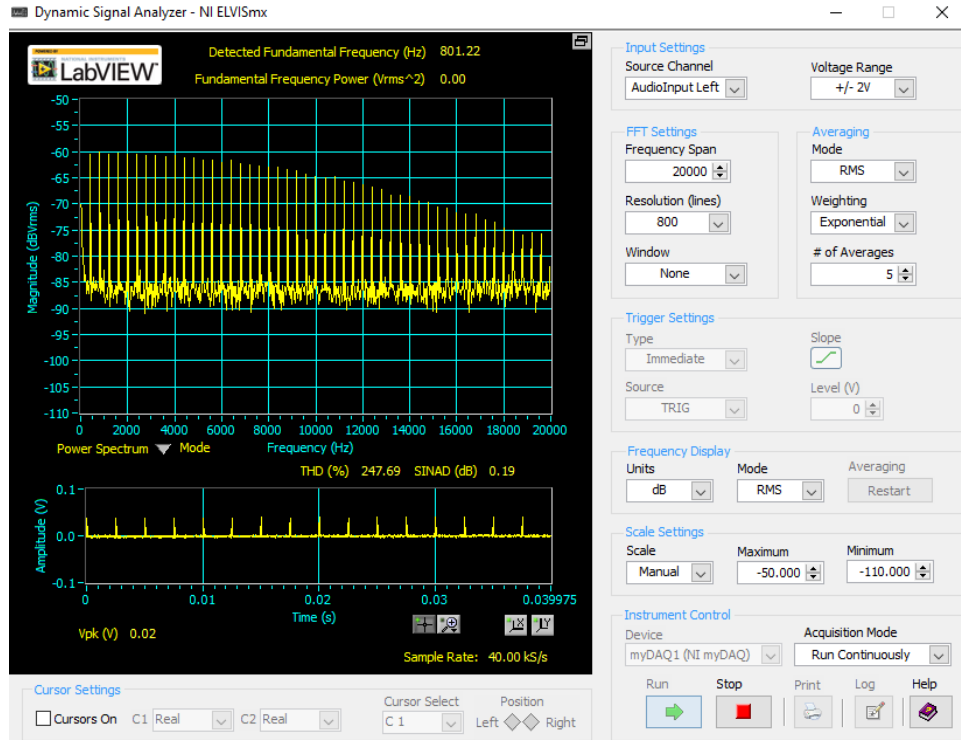 Dynamic Signal Analyzer - NI ELVISmx
POWERED BY
NATIONAL INSTRUMENTS
LabVIEW
Detected Fundamental Frequency (Hz) 801.22
Fundamental Frequency Power (Vrms^2) 0.00
Magnitude (dBVrms)
-50
-55
-60
-65
-70
-75
-80
-85
-90
-95
-100
-105
-110
0 2000 4000 6000 8000 10000 12000 14000 16000 18000 20000
Power Spectrum Mode Frequency (Hz)
THD (%) 247.69 SINAD (dB) 0.19
Amplitude (V)
0.1
0.0
-0.1
0 0.01 0.02 0.03 0.039975
Time (s)
Vpk (V) 0.02
Sample Rate: 40.00 kS/s
Cursor Settings
Cursors On C1 Real C2 Real
Cursor Select
C 1
Position
Left Right
Input Settings
Source Channel
AudioInput Left
Voltage Range
+/- 2V
FFT Settings
Frequency Span
20000
Resolution (lines)
800
Window
None
Averaging
Mode
RMS
Weighting
Exponential
# of Averages
5
Trigger Settings
Type
Immediate
Slope
Source
TRIG
Level (V)
0
Frequency Display
Units
dB
Mode
RMS
Averaging
Restart
Scale Settings
Scale
Manual
Maximum
-50.000
Minimum
-110.000
Instrument Control
Device
myDAQ1 (NI myDAQ)
Acquisition Mode
Run Continuously
Run Stop Print Log Help